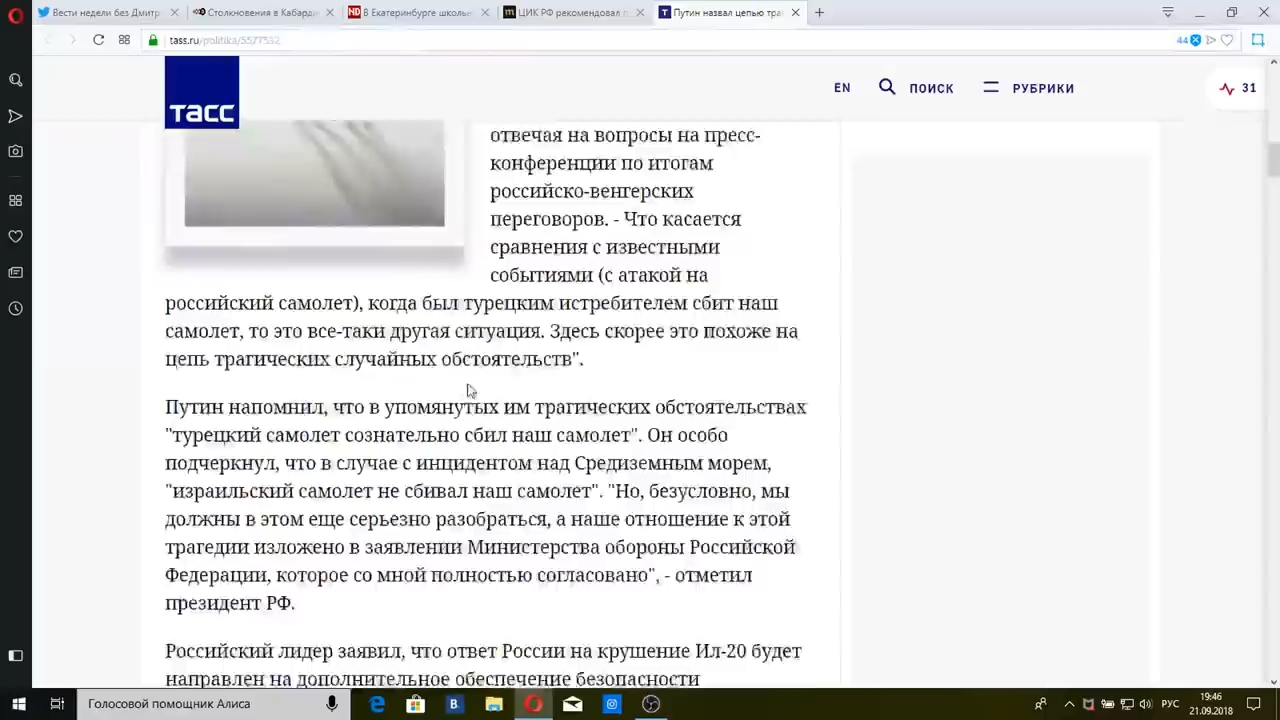 Вести недели без Дмитр
Столкновения в Кабарди
В Екатеринбурге школь
ЦИК РФ рекомендовал п
Путин назвал цепью тра
tass.ru/politika/5577532
44
ТАСС
EN
ПОИСК
РУБРИКИ
31
отвечая на вопросы на пресс-
конференции по итогам
российско-венгерских
переговоров. - Что касается
сравнения с известными
событиями (с атакой на
российский самолет), когда был турецким истребителем сбит наш
самолет, то это все-таки другая ситуация. Здесь скорее это похоже на
цепь трагических случайных обстоятельств".
Путин напомнил, что в упомянутых им трагических обстоятельствах
"турецкий самолет сознательно сбил наш самолет". Он особо
подчеркнул, что в случае с инцидентом над Средиземным морем,
"израильский самолет не сбивал наш самолет". "Но, безусловно, мы
должны в этом еще серьезно разобраться, а наше отношение к этой
трагедии изложено в заявлении Министерства обороны Российской
Федерации, которое со мной полностью согласовано", - отметил
президент РФ.
Российский лидер заявил, что ответ России на крушение Ил-20 будет
направлен на дополнительное обеспечение безопасности
Голосовой помощник Алиса
РУС
19:46
21.09.2018